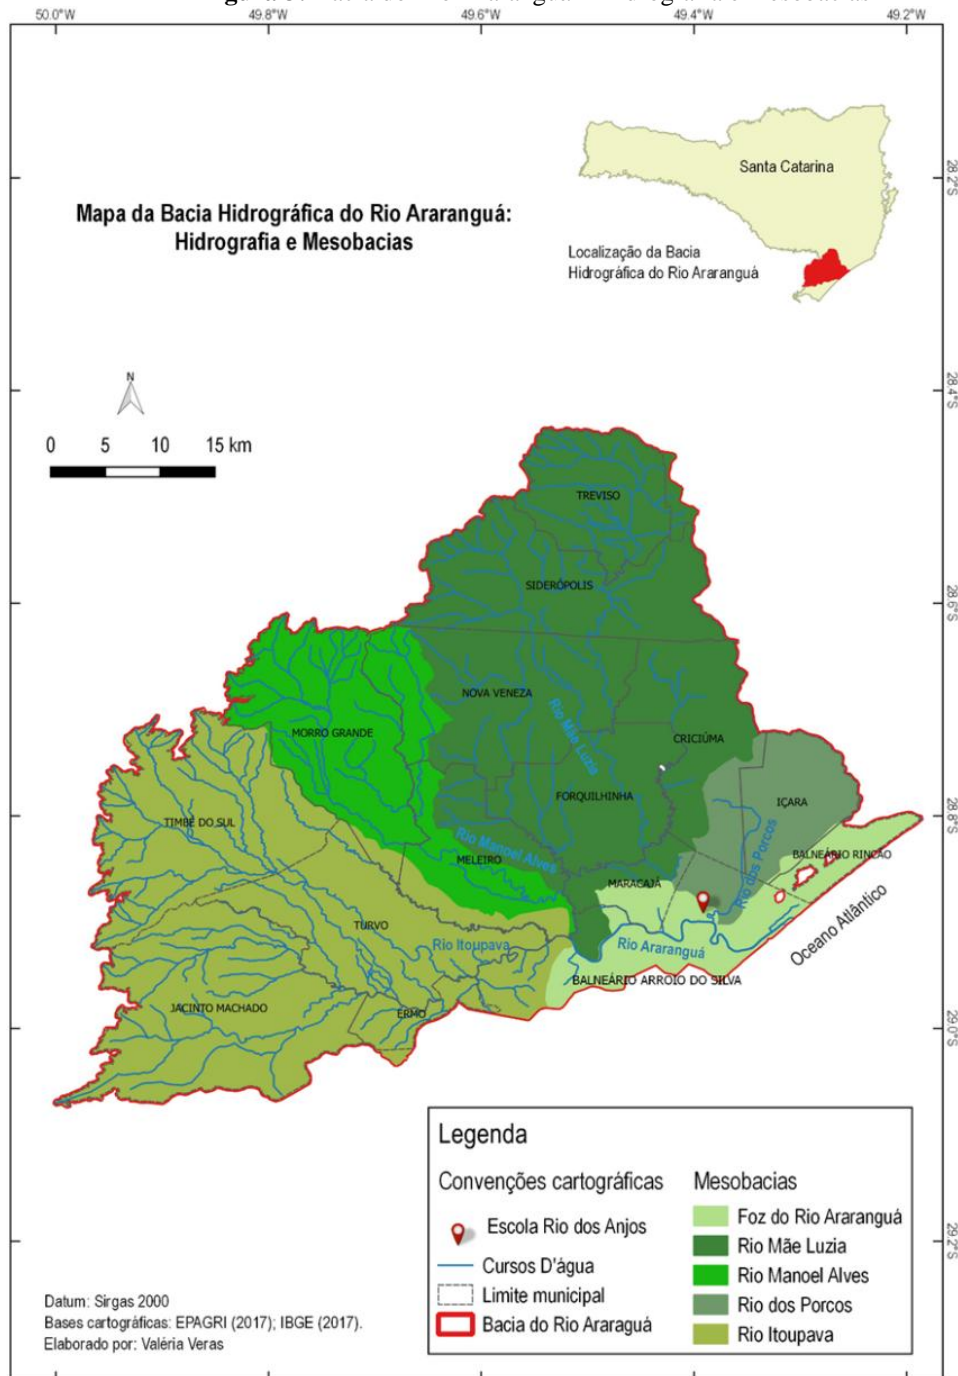 50.0°W 49.8°W 49.6°W 49.4°W 49.2°W
Santa Catarina
28.2°S
Mapa da Bacia Hidrográfica do Rio Araranguá:
Hidrografia e Mesobacias
Localização da Bacia
Hidrográfica do Rio Araranguá
N
28.4°S
0 5 10 15 km
TREVISO
SIDERÓPOLIS
28.6°S
NOVA VENEZA
Rio Mãe Luzia
MORRO GRANDE
CRICIÚMA
FORQUILHINHA
IÇARA
28.8°S
TIMBÉ DO SUL
Rio Manoel Alves
Rio dos Porcos
MELEIRO
BALNEÁRIO RINCÃO
MARACAJÁ
TURVO
Rio Itoupava
Rio Araranguá
Oceano Atlântico
BALNEÁRIO ARROIO DO SILVA
JACINTO MACHADO
ERMO
29.0°S
Legenda
Convenções cartográficas
Escola Rio dos Anjos
Cursos D'água
Limite municipal
Bacia do Rio Araraguá
Mesobacias
Foz do Rio Araranguá
Rio Mãe Luzia
Rio Manoel Alves
Rio dos Porcos
Rio Itoupava
29.2°S
Datum: Sirgas 2000
Bases cartográficas: EPAGRI (2017); IBGE (2017).
Elaborado por: Valéria Veras